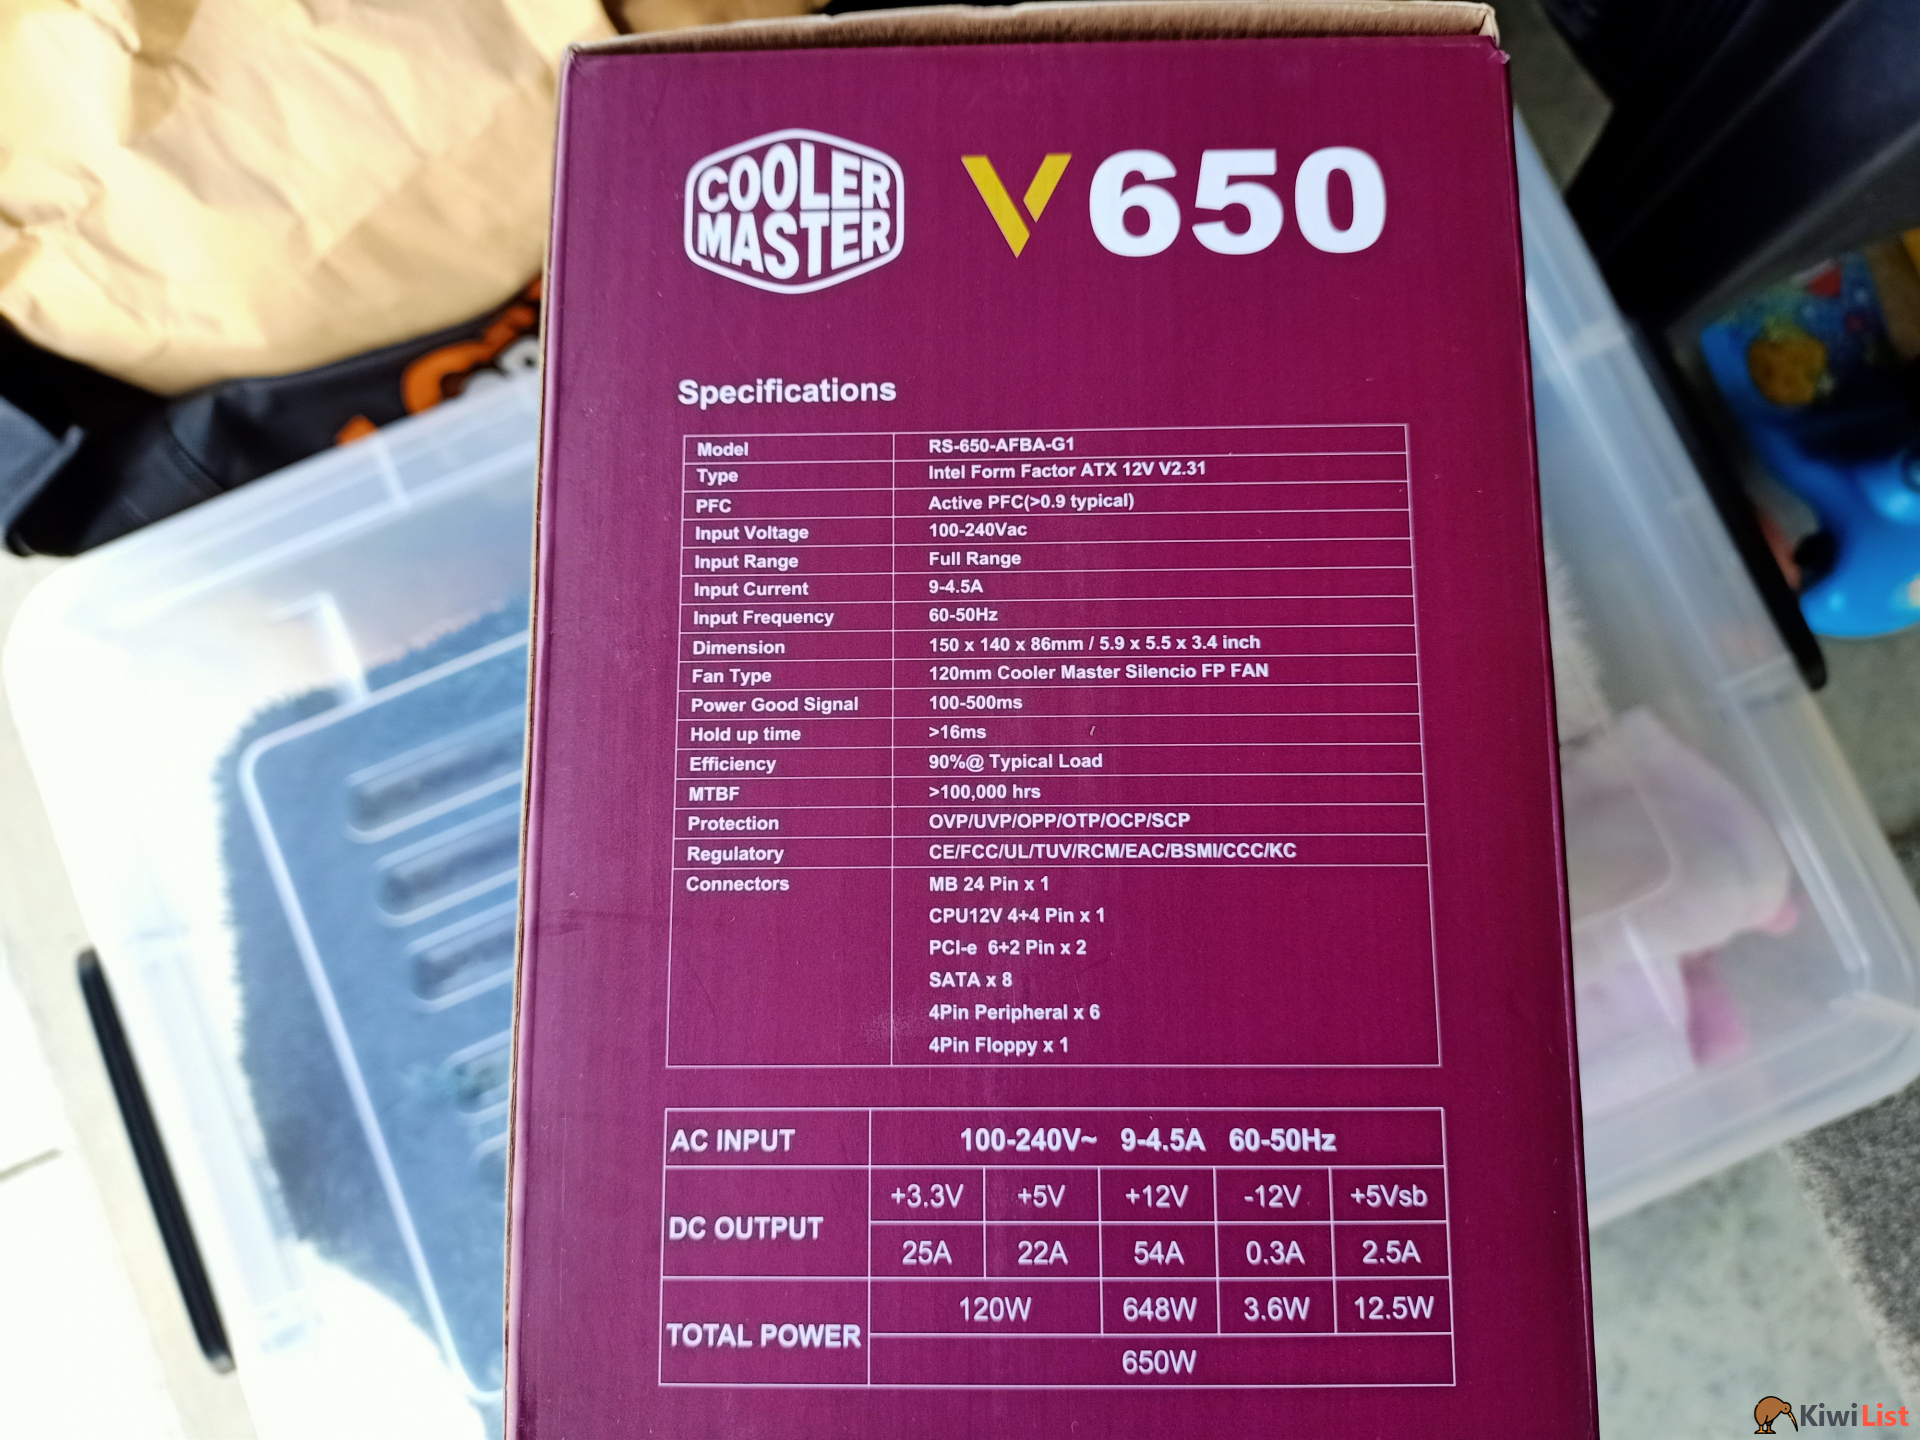 COOLER
MASTER
V650
Specifications
Model RS-650-AFBA-G1
Type Intel Form Factor ATX 12V V2.31
PFC Active PFC(>0.9 typical)
Input Voltage 100-240Vac
Input Range Full Range
Input Current 9-4.5A
Input Frequency 60-50Hz
Dimension 150 x 140 x 86mm / 5.9 x 5.5 x 3.4 inch
Fan Type 120mm Cooler Master Silencio FP FAN
Power Good Signal 100-500ms
Hold up time >16ms
Efficiency 90%@ Typical Load
MTBF >100,000 hrs
Protection OVP/UVP/OPP/OTP/OCP/SCP
Regulatory CE/FCC/UL/TUV/RCM/EAC/BSMI/CCC/KC
Connectors MB 24 Pin x 1
CPU12V 4+4 Pin x 1
PCI-e 6+2 Pin x 2
SATA x 8
4Pin Peripheral x 6
4Pin Floppy x 1
AC INPUT 100-240V~ 9-4.5A 60-50Hz
DC OUTPUT +3.3V +5V +12V -12V +5Vsb
25A 22A 54A 0.3A 2.5A
TOTAL POWER 120W 648W 3.6W 12.5W
650W
KiwiList